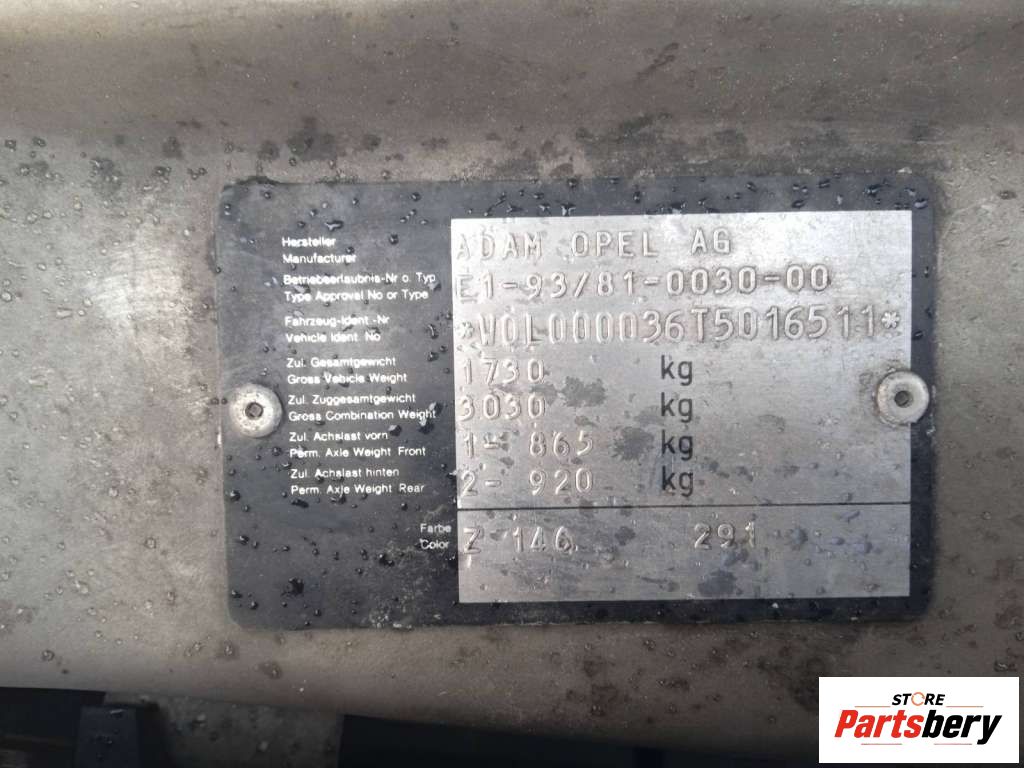 Hersteller
Manufacturer
ADAM OPEL AG
Betriebserlaubnis-Nr o. Typ
Type Approval No or Type
E1-93/81-0030-00
Fahrzeug-Ident.-Nr
Vehicle Ident. No
*W0L000036T5016511*
Zul. Gesamtgewicht
Gross Vehicle Weight
1730 kg
Zul. Zuggesamtgewicht
Gross Combination Weight
3030 kg
Zul. Achslast vorn
Perm. Axle Weight Front
1- 865 kg
Zul. Achslast hinten
Perm. Axle Weight Rear
2- 920 kg
Farbe
Color
Z 146 291
STORE
Partsbery